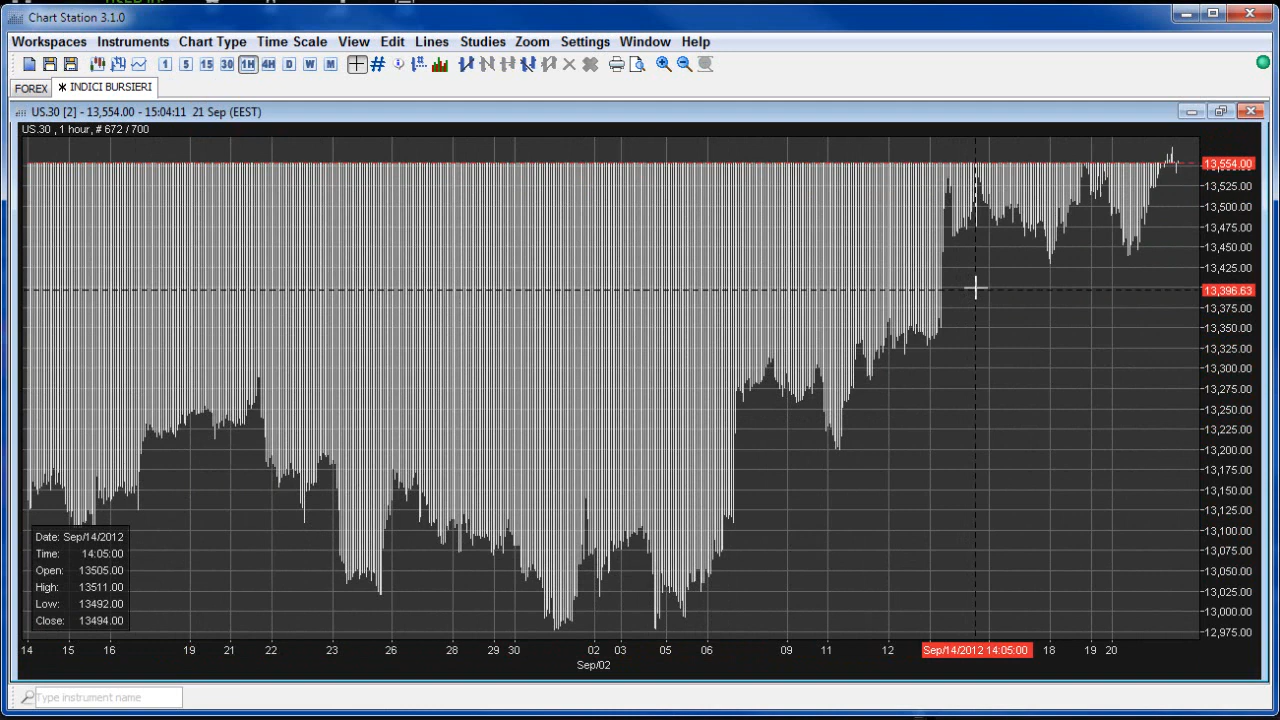 Chart Station 3.1.0
Workspaces Instruments Chart Type Time Scale View Edit Lines Studies Zoom Settings Window Help
1 5 15 30 1H 4H D W M
FOREX * INDICI BURSIERI
US.30 [2] - 13,554.00 - 15:04:11 21 Sep (EEST)
US.30 , 1 hour, # 672 / 700
13,554.00
13,525.00
13,500.00
13,475.00
13,450.00
13,425.00
13,396.63
13,375.00
13,350.00
13,325.00
13,300.00
13,275.00
13,250.00
13,225.00
13,200.00
13,175.00
13,150.00
13,125.00
13,100.00
13,075.00
13,050.00
13,025.00
13,000.00
12,975.00
Date: Sep/14/2012
Time: 14:05:00
Open: 13505.00
High: 13511.00
Low: 13492.00
Close: 13494.00
14 15 16 19 21 22 23 26 28 29 30 02 03 05 06 09 11 12 Sep/14/2012 14:05:00 18 19 20
Sep/02
Type instrument name